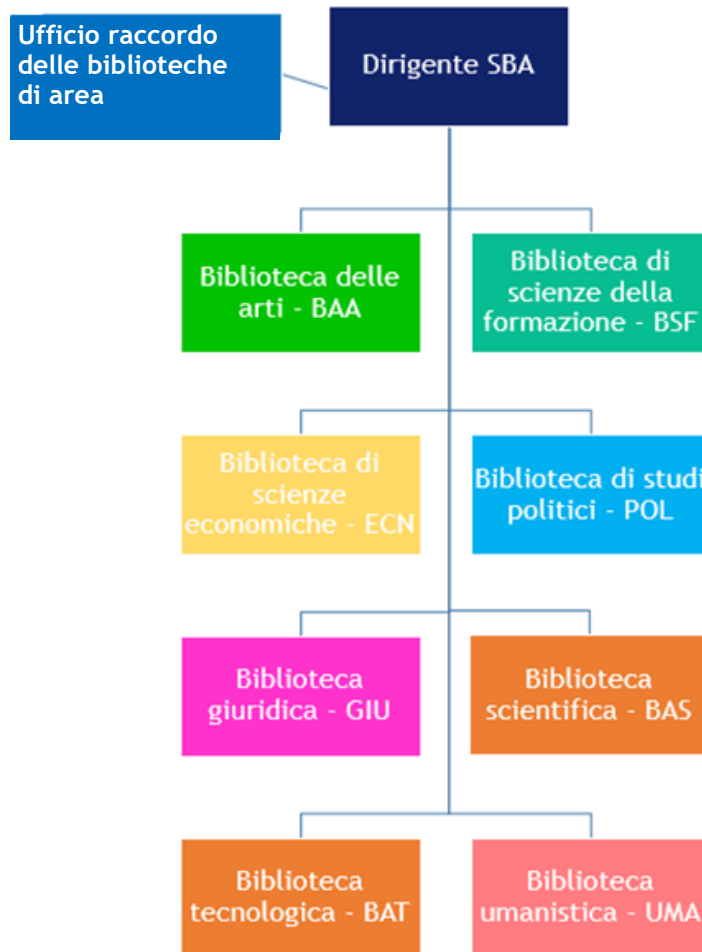 Ufficio raccordo
delle biblioteche
di area
Dirigente SBA
Biblioteca delle
arti - BAA
Biblioteca di
scienze della
formazione - BSF
Biblioteca di
scienze
economiche - ECN
Biblioteca di studi
politici - POL
Biblioteca
giuridica - GIU
Biblioteca
scientifica - BAS
Biblioteca
tecnologica - BAT
Biblioteca
umanistica - UMA